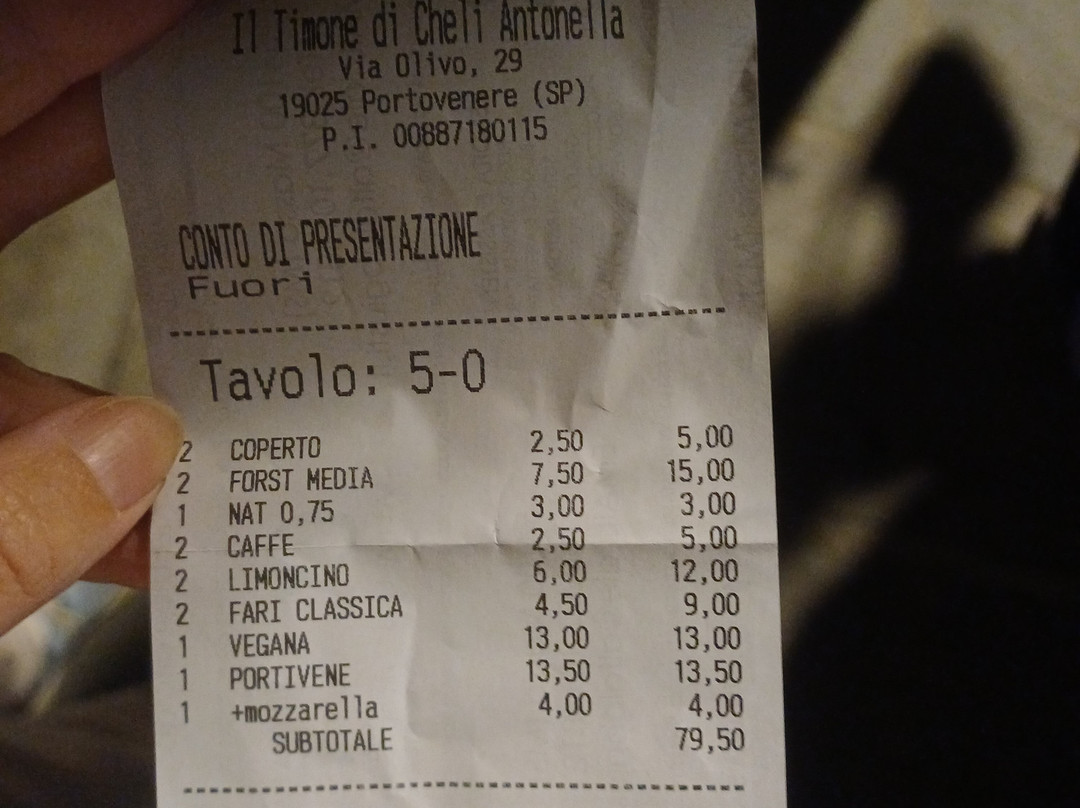 Il Timone di Cheli Antonella
Via Olivo, 29
19025 Portovenere (SP)
P.I. 00887180115
CONTO DI PRESENTAZIONE
Fuori
Tavolo: 5-0
2 COPERTO 2,50 5,00
2 FORST MEDIA 7,50 15,00
1 NAT 0,75 3,00 3,00
2 CAFFE 2,50 5,00
2 LIMONCINO 6,00 12,00
2 FARI CLASSICA 4,50 9,00
1 VEGANA 13,00 13,00
1 PORTIVENE 13,50 13,50
1 +mozzarella 4,00 4,00
SUBTOTALE 79,50